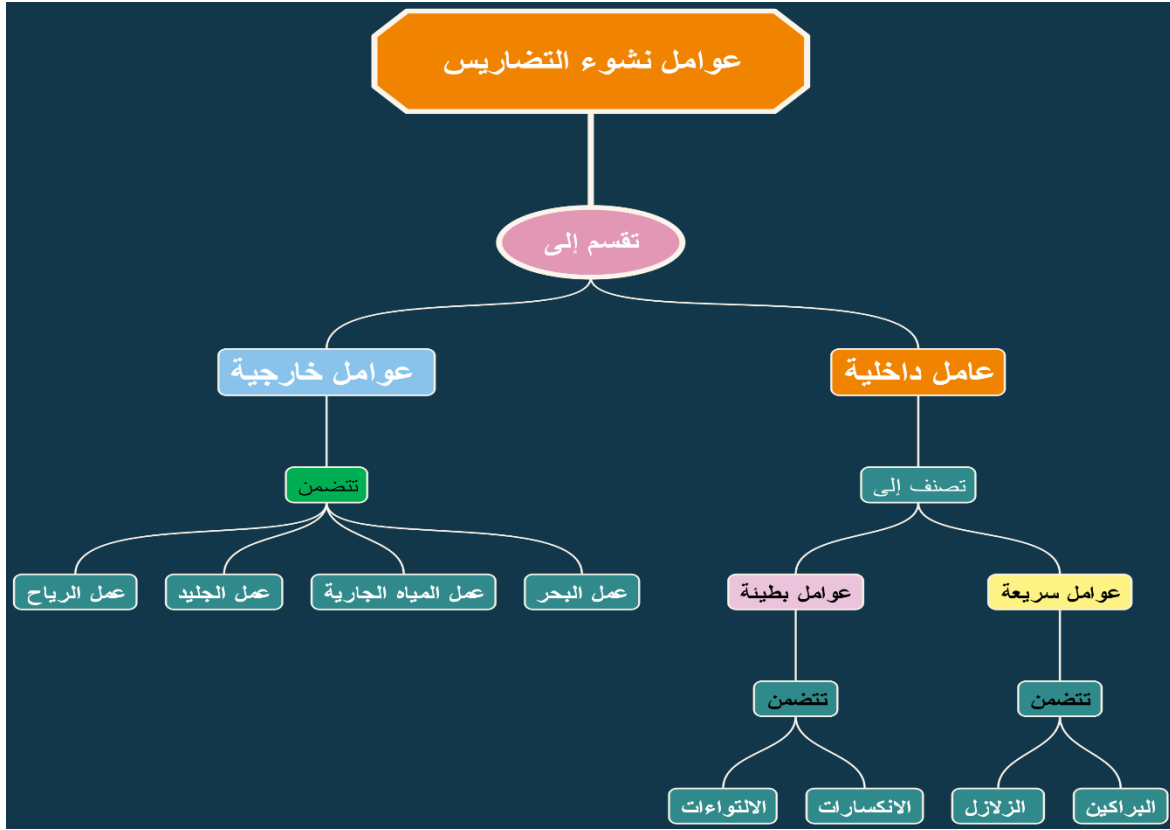 عوامل نشوء التضاريس
تقسم إلى
عامل داخلية
عوامل خارجية
تصنف إلى
تتضمن
عوامل سريعة
عوامل بطيئة
عمل البحر
عمل المياه الجارية
عمل الجليد
عمل الرياح
تتضمن
تتضمن
البراكين
الزلازل
الانكسارات
الالتواءات